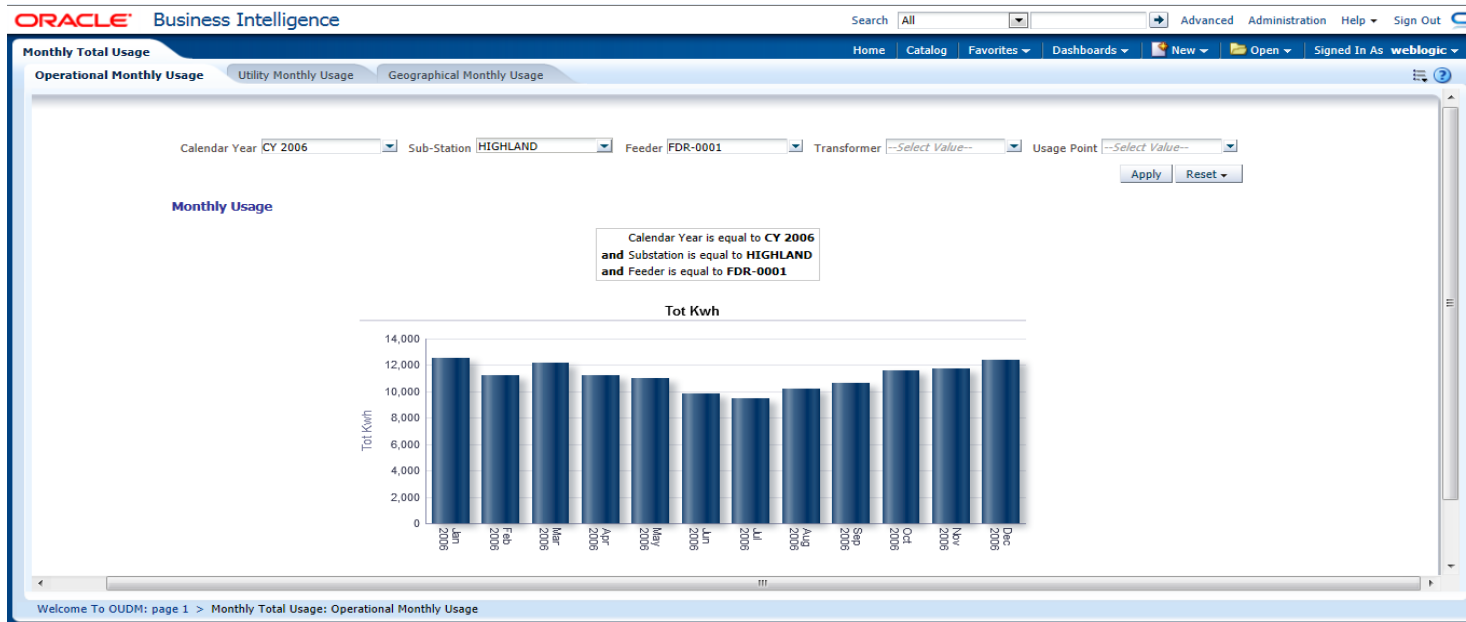 ORACLE Business Intelligence Search All Advanced Administration Help Sign Out
Monthly Total Usage Home Catalog Favorites Dashboards New Open Signed In As weblogic
Operational Monthly Usage Utility Monthly Usage Geographical Monthly Usage
Calendar Year CY 2006 Sub-Station HIGHLAND Feeder FDR-0001 Transformer --Select Value-- Usage Point --Select Value--
Apply Reset
Monthly Usage
Calendar Year is equal to CY 2006
and Substation is equal to HIGHLAND
and Feeder is equal to FDR-0001
Tot Kwh
14,000
12,000
10,000
8,000
6,000
4,000
2,000
0
Tot Kwh
Jan 2006
Feb 2006
Mar 2006
Apr 2006
May 2006
Jun 2006
Jul 2006
Aug 2006
Sep 2006
Oct 2006
Nov 2006
Dec 2006
Welcome To OUDM: page 1 > Monthly Total Usage: Operational Monthly Usage